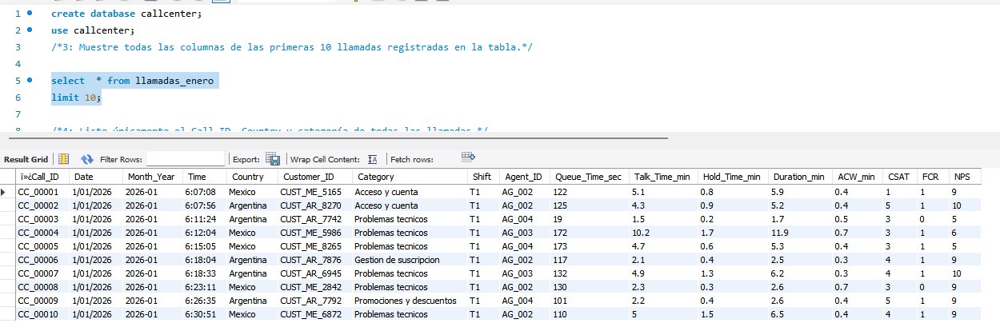 1 create database callcenter;
2 use callcenter;
3 /*3: Muestre todas las columnas de las primeras 10 llamadas registradas en la tabla.*/
4
5 select * from llamadas_enero
6 limit 10;
7
8 /*4: Liste únicamente el Call_ID, Country y categoría de todas las llamadas.*/
Result Grid Filter Rows: Export: Wrap Cell Content: Fetch rows:
ï»¿Call_ID Date Month_Year Time Country Customer_ID Category Shift Agent_ID Queue_Time_sec Talk_Time_min Hold_Time_min Duration_min ACW_min CSAT FCR NPS
CC_00001 1/01/2026 2026-01 6:07:08 Mexico CUST_ME_5165 Acceso y cuenta T1 AG_002 122 5.1 0.8 5.9 0.4 1 1 9
CC_00002 1/01/2026 2026-01 6:07:56 Argentina CUST_AR_8270 Acceso y cuenta T1 AG_002 125 4.3 0.9 5.2 0.4 5 1 10
CC_00003 1/01/2026 2026-01 6:11:24 Argentina CUST_AR_7742 Problemas tecnicos T1 AG_004 19 1.5 0.2 1.7 0.5 3 0 5
CC_00004 1/01/2026 2026-01 6:12:04 Mexico CUST_ME_5986 Problemas tecnicos T1 AG_003 172 10.2 1.7 11.9 0.7 3 1 6
CC_00005 1/01/2026 2026-01 6:15:05 Mexico CUST_ME_8265 Problemas tecnicos T1 AG_004 173 4.7 0.6 5.3 0.4 3 1 5
CC_00006 1/01/2026 2026-01 6:18:04 Argentina CUST_AR_7876 Gestion de suscripcion T1 AG_002 117 2.1 0.4 2.5 0.3 4 1 9
CC_00007 1/01/2026 2026-01 6:18:33 Argentina CUST_AR_6945 Problemas tecnicos T1 AG_003 132 4.9 1.3 6.2 0.3 4 1 10
CC_00008 1/01/2026 2026-01 6:23:11 Mexico CUST_ME_2842 Problemas tecnicos T1 AG_002 130 2.3 0.3 2.6 0.7 3 0 9
CC_00009 1/01/2026 2026-01 6:26:35 Argentina CUST_AR_7792 Promociones y descuentos T1 AG_004 101 2.2 0.4 2.6 0.4 5 1 9
CC_00010 1/01/2026 2026-01 6:30:51 Mexico CUST_ME_6872 Problemas tecnicos T1 AG_002 110 5 1.5 6.5 0.4 4 1 9